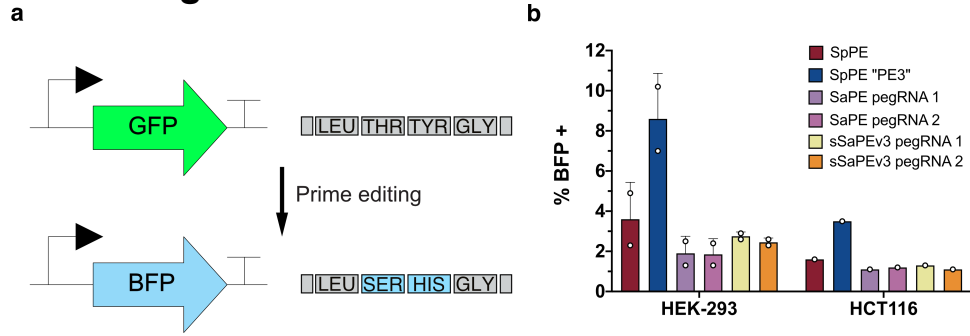 a
GFP
LEU THR TYR GLY
Prime editing
BFP
LEU SER HIS GLY
b
% BFP +
12
10
8
6
4
2
0
HEK-293 HCT116
SpPE
SpPE "PE3"
SaPE pegRNA 1
SaPE pegRNA 2
sSaPEv3 pegRNA 1
sSaPEv3 pegRNA 2